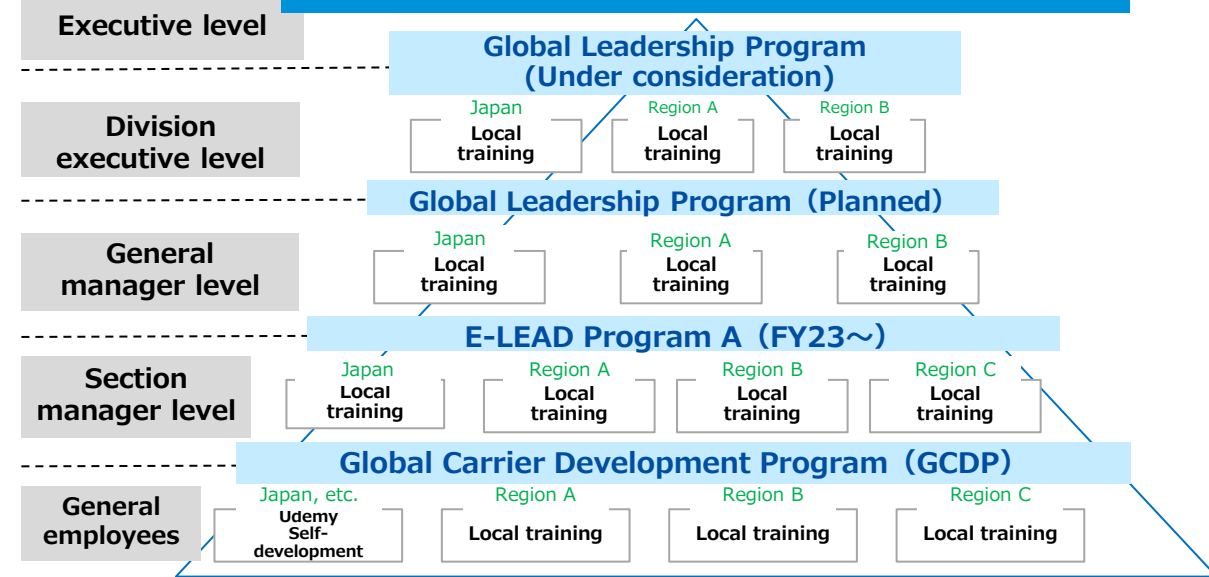 Executive level
Global Leadership Program
(Under consideration)
Division
executive level
Japan
Local
training
Region A
Local
training
Region B
Local
training
Global Leadership Program（Planned）
General
manager level
Japan
Local
training
Region A
Local
training
Region B
Local
training
E-LEAD Program A（FY23～）
Section
manager level
Japan
Local
training
Region A
Local
training
Region B
Local
training
Region C
Local
training
Global Carrier Development Program（GCDP）
General
employees
Japan, etc.
Udemy
Self-
development
Region A
Local training
Region B
Local training
Region C
Local training